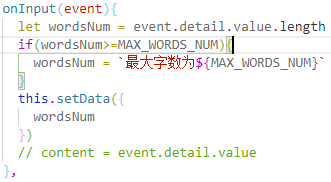 onInput(event){
let wordsNum = event.detail.value.length
if(wordsNum>=MAX_WORDS_NUM){
wordsNum = `最大字数为${MAX_WORDS_NUM}`
}
this.setData({
wordsNum
})
// content = event.detail.value
},